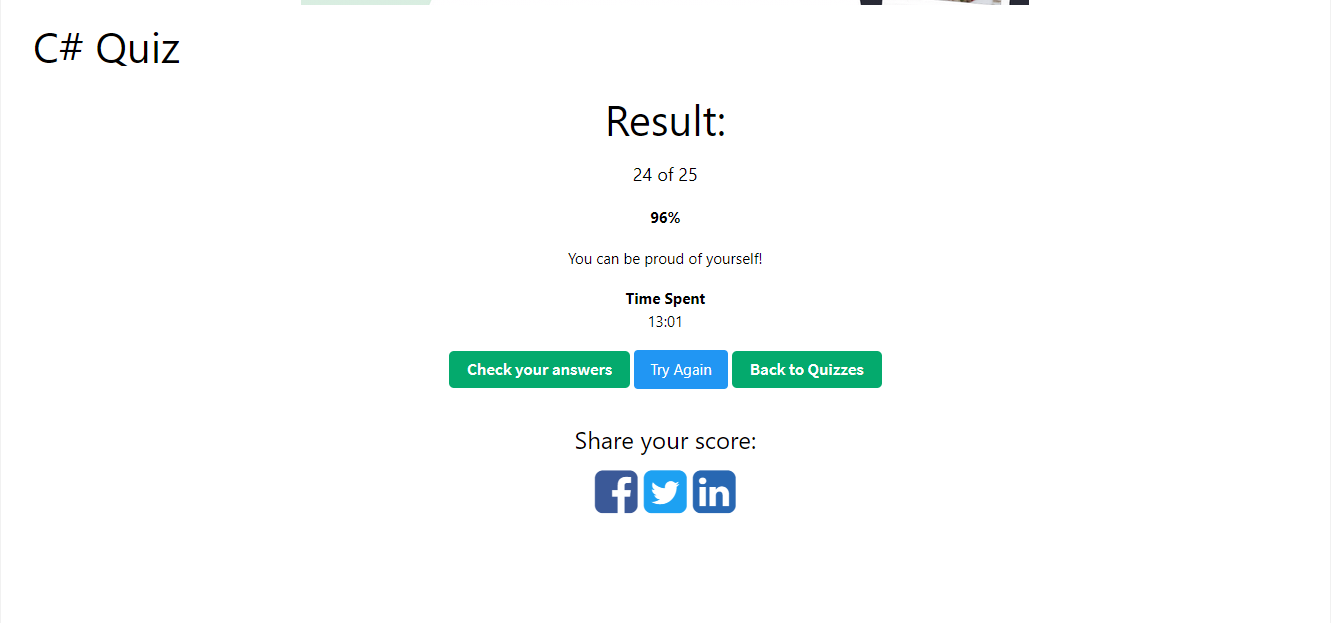 C# Quiz
Result:
24 of 25
96%
You can be proud of yourself!
Time Spent
13:01
Check your answers Try Again Back to Quizzes
Share your score: